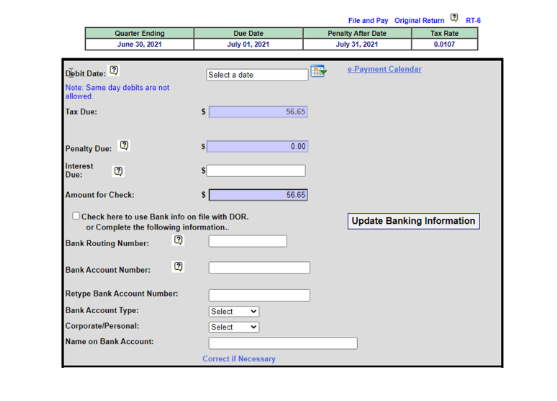 File and Pay Original Return RT-6
Quarter Ending Due Date Penalty After Date Tax Rate
June 30, 2021 July 01, 2021 July 31, 2021 0.0107
Debit Date: Select a date e-Payment Calendar
Note: Same day debits are not
allowed.
Tax Due: $ 56.65
Penalty Due: $ 0.00
Interest
Due: $
Amount for Check: $ 56.65
Check here to use Bank info on file with DOR.
or Complete the following information..
Update Banking Information
Bank Routing Number:
Bank Account Number:
Retype Bank Account Number:
Bank Account Type: Select
Corporate/Personal: Select
Name on Bank Account:
Correct if Necessary